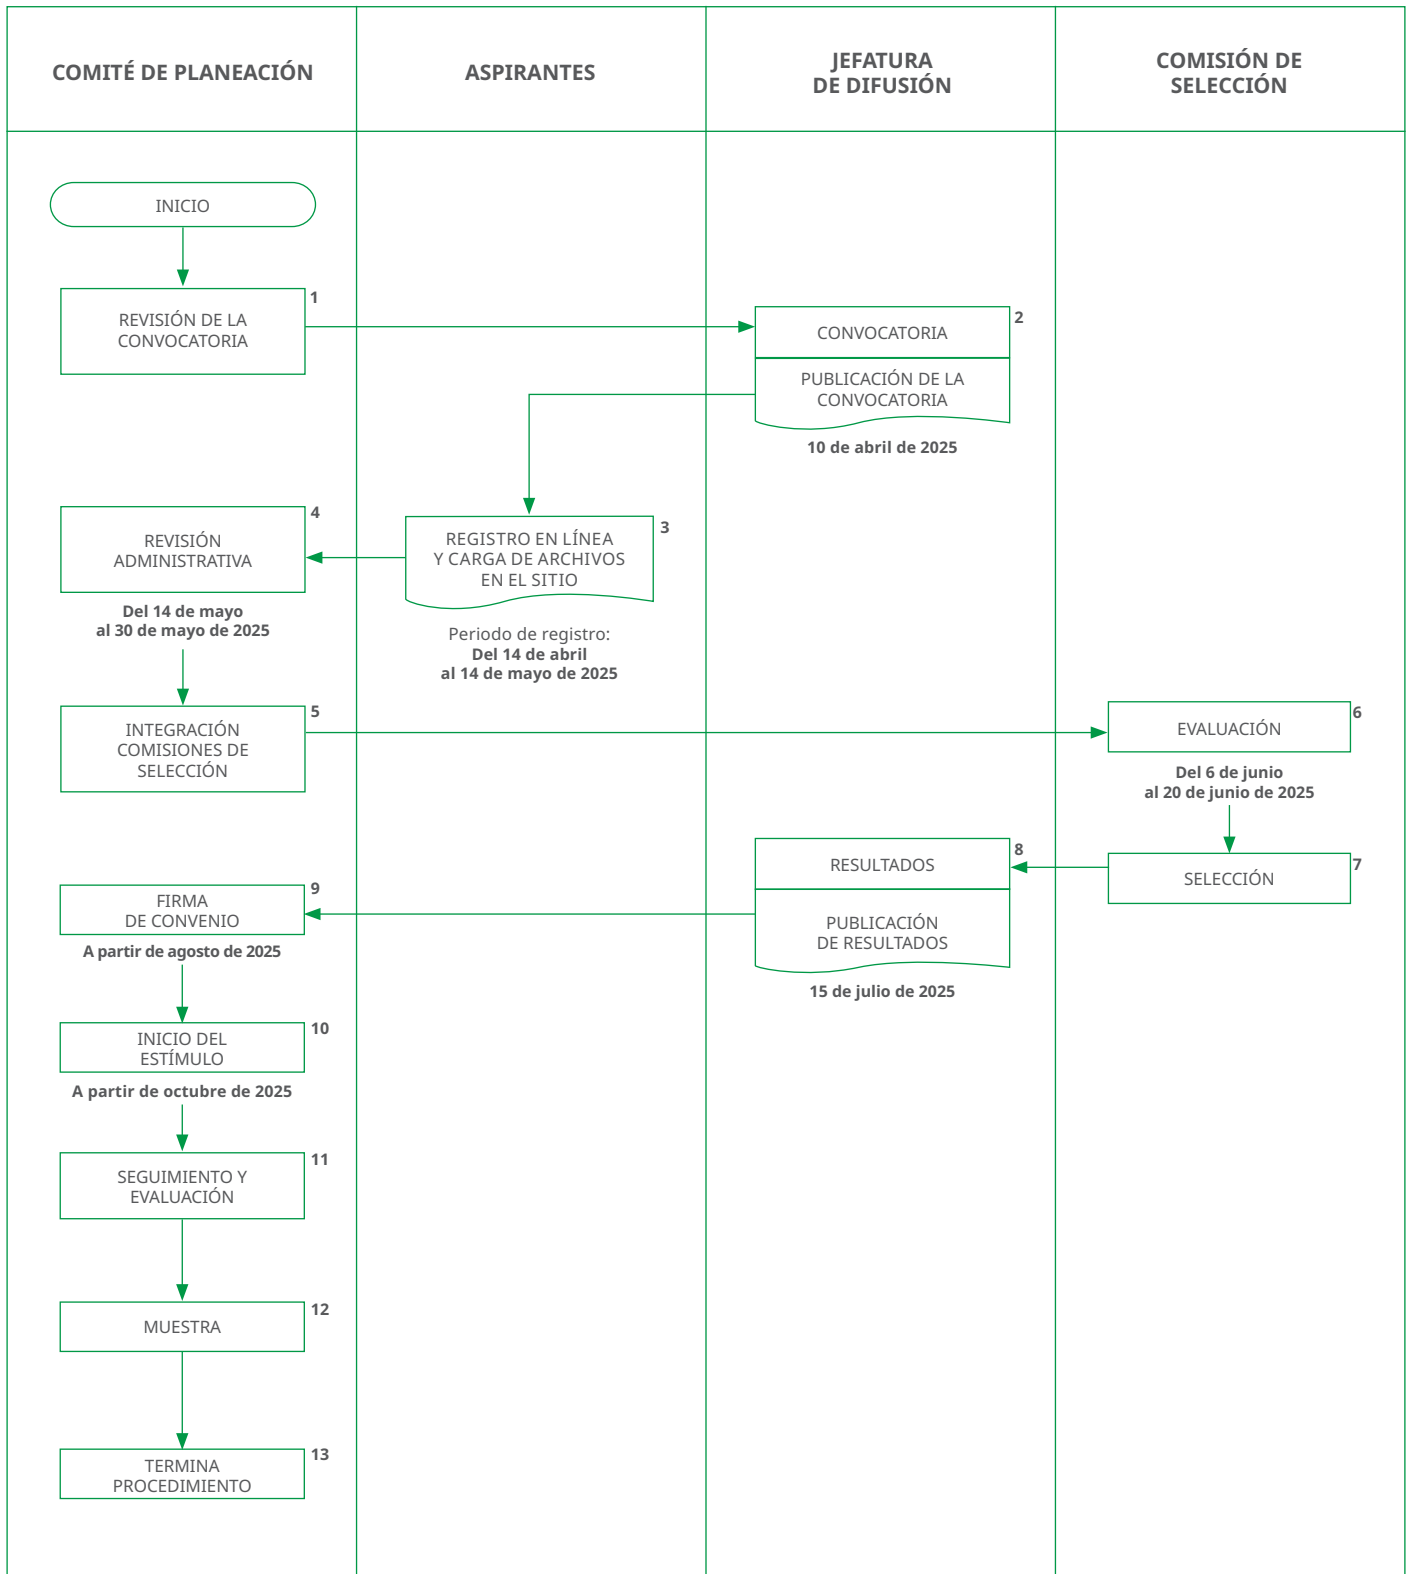 COMITÉ DE PLANEACIÓN
ASPIRANTES
JEFATURA
DE DIFUSIÓN
COMISIÓN DE
SELECCIÓN
INICIO
1
REVISIÓN DE LA
CONVOCATORIA
2
CONVOCATORIA
PUBLICACIÓN DE LA
CONVOCATORIA
10 de abril de 2025
3
REGISTRO EN LÍNEA
Y CARGA DE ARCHIVOS
EN EL SITIO
Periodo de registro:
Del 14 de abril
al 14 de mayo de 2025
4
REVISIÓN
ADMINISTRATIVA
Del 14 de mayo
al 30 de mayo de 2025
5
INTEGRACIÓN
COMISIONES DE
SELECCIÓN
6
EVALUACIÓN
Del 6 de junio
al 20 de junio de 2025
7
SELECCIÓN
8
RESULTADOS
PUBLICACIÓN
DE RESULTADOS
15 de julio de 2025
9
FIRMA
DE CONVENIO
A partir de agosto de 2025
10
INICIO DEL
ESTÍMULO
A partir de octubre de 2025
11
SEGUIMIENTO Y
EVALUACIÓN
12
MUESTRA
13
TERMINA
PROCEDIMIENTO